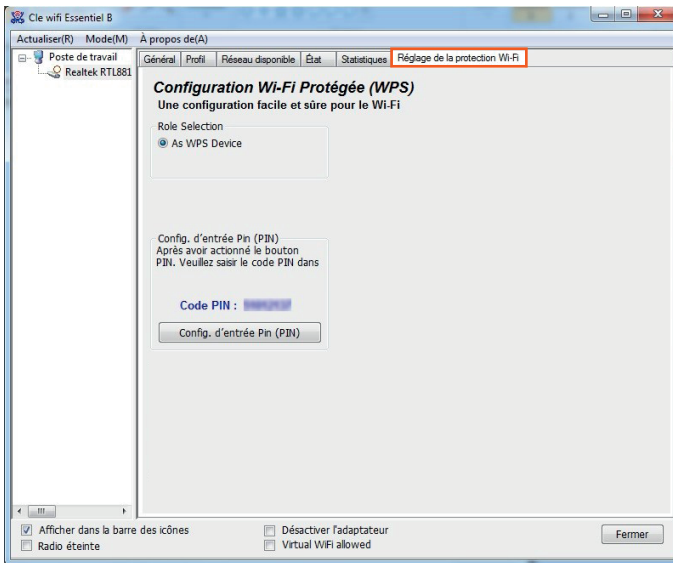 Cle wifi Essentiel B
Actualiser(R) Mode(M) À propos de(A)
Poste de travail
Realtek RTL881
Général Profil Réseau disponible État Statistiques Réglage de la protection Wi-Fi
Configuration Wi-Fi Protégée (WPS)
Une configuration facile et sûre pour le Wi-Fi
Role Selection
As WPS Device
Config. d'entrée Pin (PIN)
Après avoir actionné le bouton
PIN. Veuillez saisir le code PIN dans
Code PIN :
Config. d'entrée Pin (PIN)
Afficher dans la barre des icônes
Désactiver l'adaptateur
Radio éteinte
Virtual WiFi allowed
Fermer